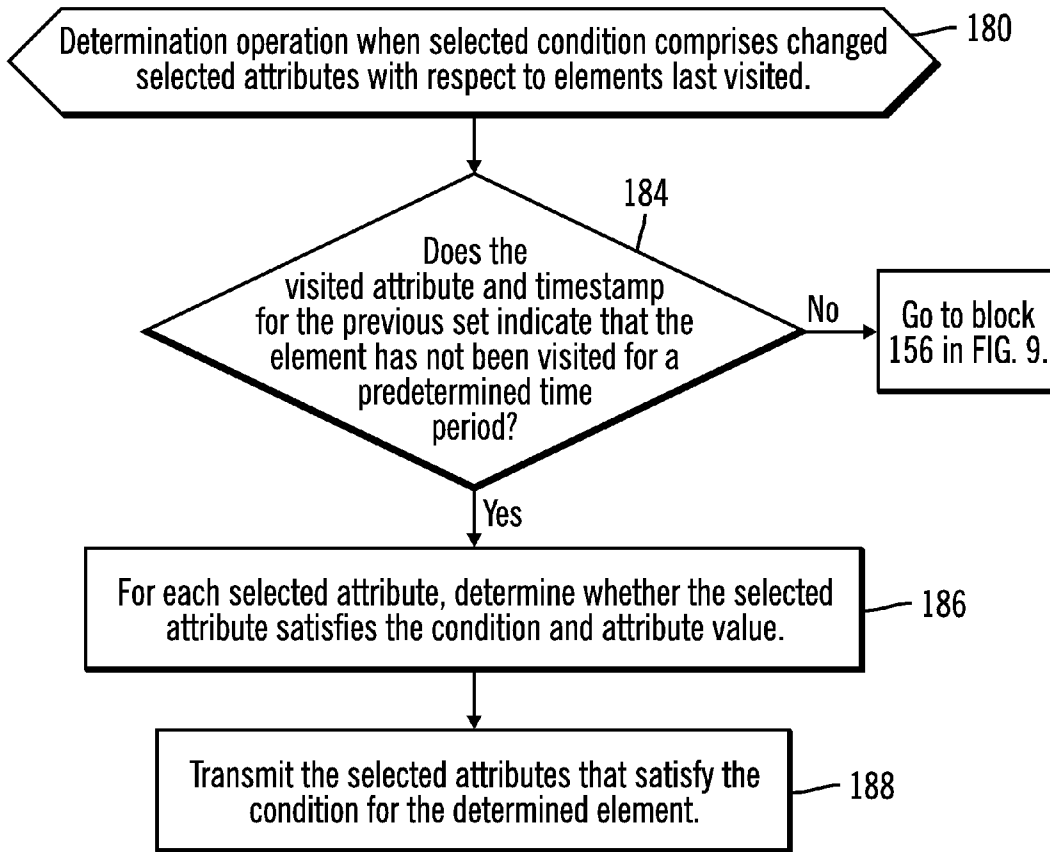 Determination operation when selected condition comprises changed
selected attributes with respect to elements last visited.
180
184
Does the
visited attribute and timestamp
for the previous set indicate that the
element has not been visited for a
predetermined time
period?
No
Go to block
156 in FIG. 9.
Yes
For each selected attribute, determine whether the selected
attribute satisfies the condition and attribute value.
186
Transmit the selected attributes that satisfy the
condition for the determined element.
188